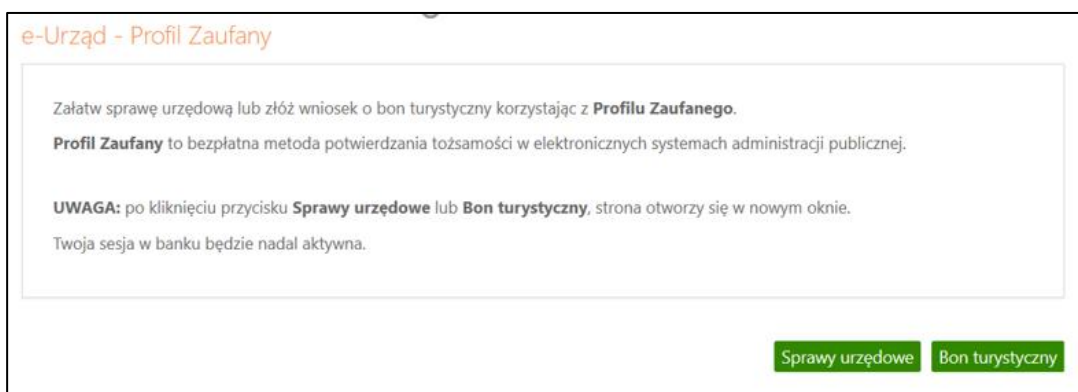 e-Urząd - Profil Zaufany
Załatw sprawę urzędową lub złóż wniosek o bon turystyczny korzystając z Profilu Zaufanego.
Profil Zaufany to bezpłatna metoda potwierdzania tożsamości w elektronicznych systemach administracji publicznej.
UWAGA: po kliknięciu przycisku Sprawy urzędowe lub Bon turystyczny, strona otworzy się w nowym oknie.
Twoja sesja w banku będzie nadal aktywna.
Sprawy urzędowe Bon turystyczny